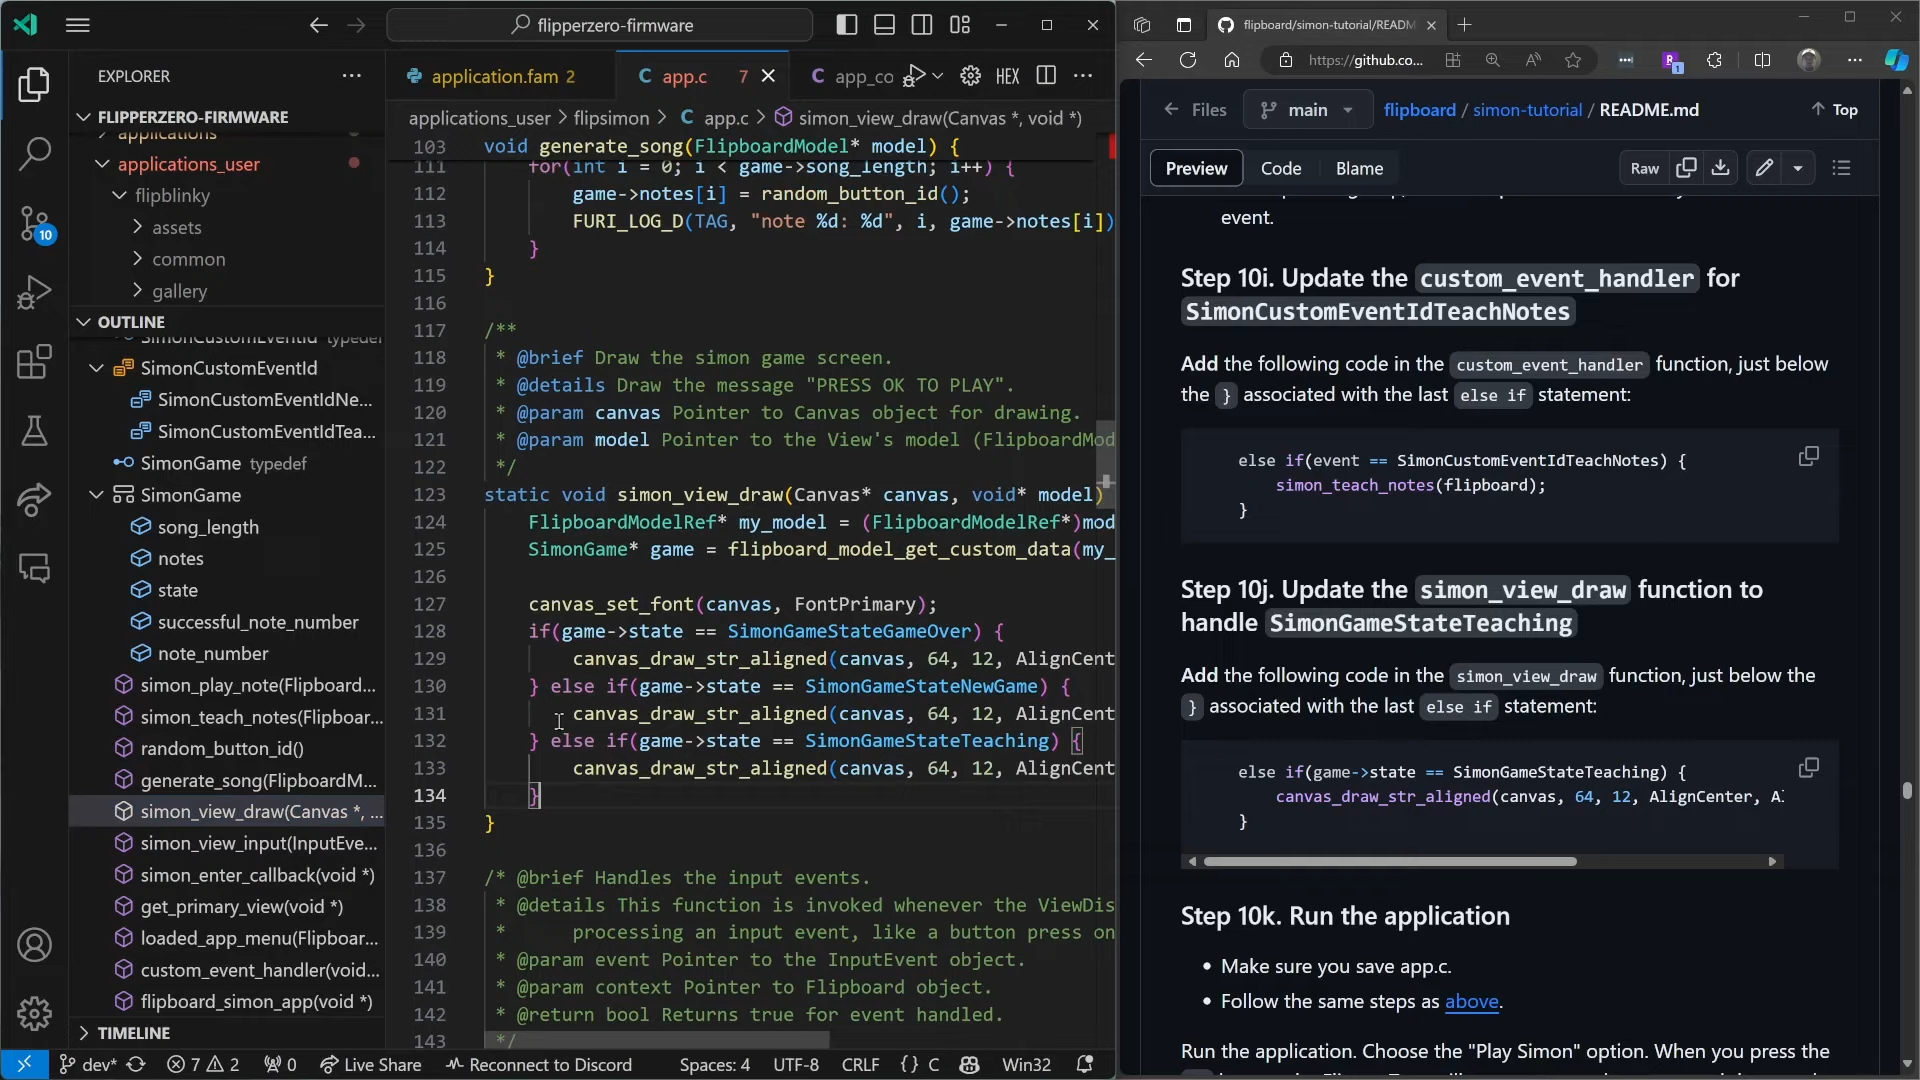 flipperzero-firmware
EXPLORER
FLIPPERZERO-FIRMWARE
applications
applications_user
flipblinky
assets
common
gallery
OUTLINE
SimonCustomEventId typedef
SimonCustomEventId
SimonCustomEventIdNe...
SimonCustomEventIdTea...
SimonGame typedef
SimonGame
song_length
notes
state
successful_note_number
note_number
simon_play_note(Flipboard...
simon_teach_notes(Flipboar...
random_button_id()
generate_song(FlipboardM...
simon_view_draw(Canvas *, ...
simon_view_input(InputEve...
simon_enter_callback(void *)
get_primary_view(void *)
loaded_app_menu(Flipboar...
custom_event_handler(void...
flipboard_simon_app(void *)
TIMELINE
10
application.fam 2
C app.c 7
C app_co
HEX
applications_user > flipsimon > C app.c > simon_view_draw(Canvas *, void *)
103 void generate_song(FlipboardModel* model) {
111 for(int i = 0; i < game->song_length; i++) {
112 game->notes[i] = random_button_id();
113 FURI_LOG_D(TAG, "note %d: %d", i, game->notes[i])
114 }
115 }
116
117 /**
118 * @brief Draw the simon game screen.
119 * @details Draw the message "PRESS OK TO PLAY".
120 * @param canvas Pointer to Canvas object for drawing.
121 * @param model Pointer to the View's model (FlipboardMod
122 */
123 static void simon_view_draw(Canvas* canvas, void* model)
124 FlipboardModelRef* my_model = (FlipboardModelRef*)mod
125 SimonGame* game = flipboard_model_get_custom_data(my_
126
127 canvas_set_font(canvas, FontPrimary);
128 if(game->state == SimonGameStateGameOver) {
129 canvas_draw_str_aligned(canvas, 64, 12, AlignCent
130 } else if(game->state == SimonGameStateNewGame) {
131 canvas_draw_str_aligned(canvas, 64, 12, AlignCent
132 } else if(game->state == SimonGameStateTeaching) {
133 canvas_draw_str_aligned(canvas, 64, 12, AlignCent
134 }
135 }
136
137 /* @brief Handles the input events.
138 * @details This function is invoked whenever the ViewDis
139 * processing an input event, like a button press on
140 * @param event Pointer to the InputEvent object.
141 * @param context Pointer to Flipboard object.
142 * @return bool Returns true for event handled.
143 */
dev* 7 2 0 Live Share Reconnect to Discord Spaces: 4 UTF-8 CRLF {} C Win32
flipboard/simon-tutorial/READM
https://github.co...
Files main flipboard / simon-tutorial / README.md Top
Preview Code Blame Raw
event.
Step 10i. Update the custom_event_handler for
SimonCustomEventIdTeachNotes
Add the following code in the custom_event_handler function, just below
the } associated with the last else if statement:
else if(event == SimonCustomEventIdTeachNotes) {
simon_teach_notes(flipboard);
}
Step 10j. Update the simon_view_draw function to
handle SimonGameStateTeaching
Add the following code in the simon_view_draw function, just below the
} associated with the last else if statement:
else if(game->state == SimonGameStateTeaching) {
canvas_draw_str_aligned(canvas, 64, 12, AlignCenter, A
}
Step 10k. Run the application
• Make sure you save app.c.
• Follow the same steps as above.
Run the application. Choose the "Play Simon" option. When you press the